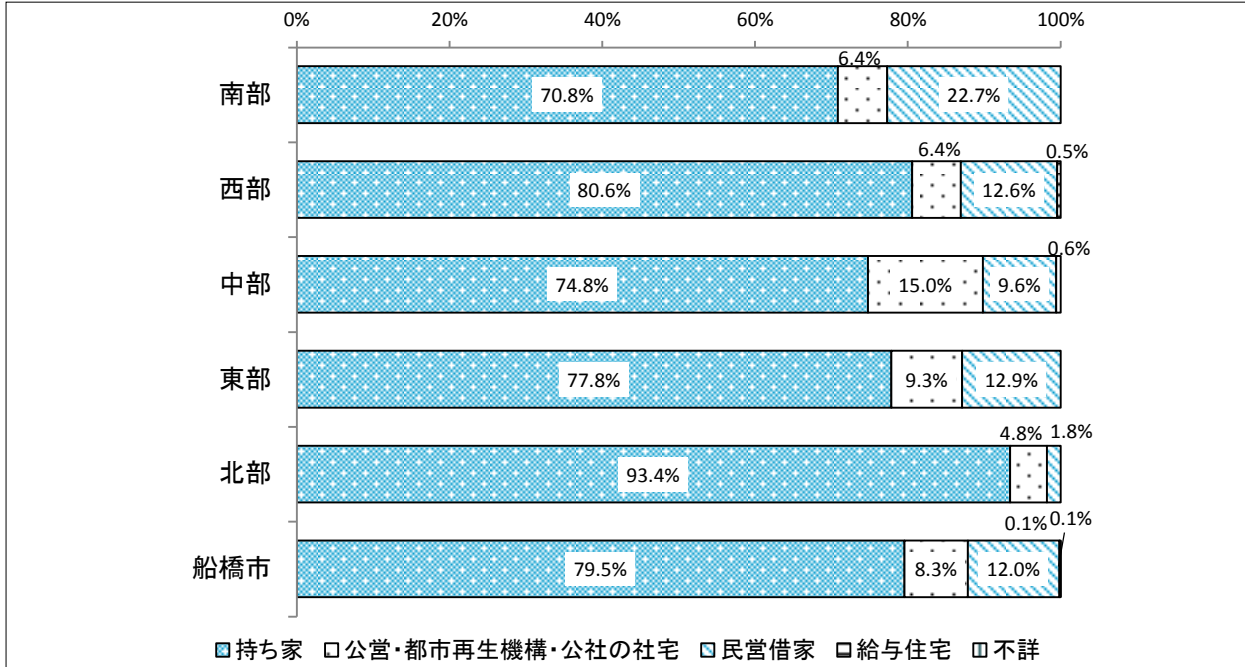 0% 20% 40% 60% 80% 100%
南部 70.8% 6.4% 22.7%
西部 80.6% 6.4% 12.6% 0.5%
中部 74.8% 15.0% 9.6% 0.6%
東部 77.8% 9.3% 12.9%
北部 93.4% 4.8% 1.8%
船橋市 79.5% 8.3% 12.0% 0.1% 0.1%
持ち家 公営・都市再生機構・公社の社宅 民営借家 給与住宅 不詳